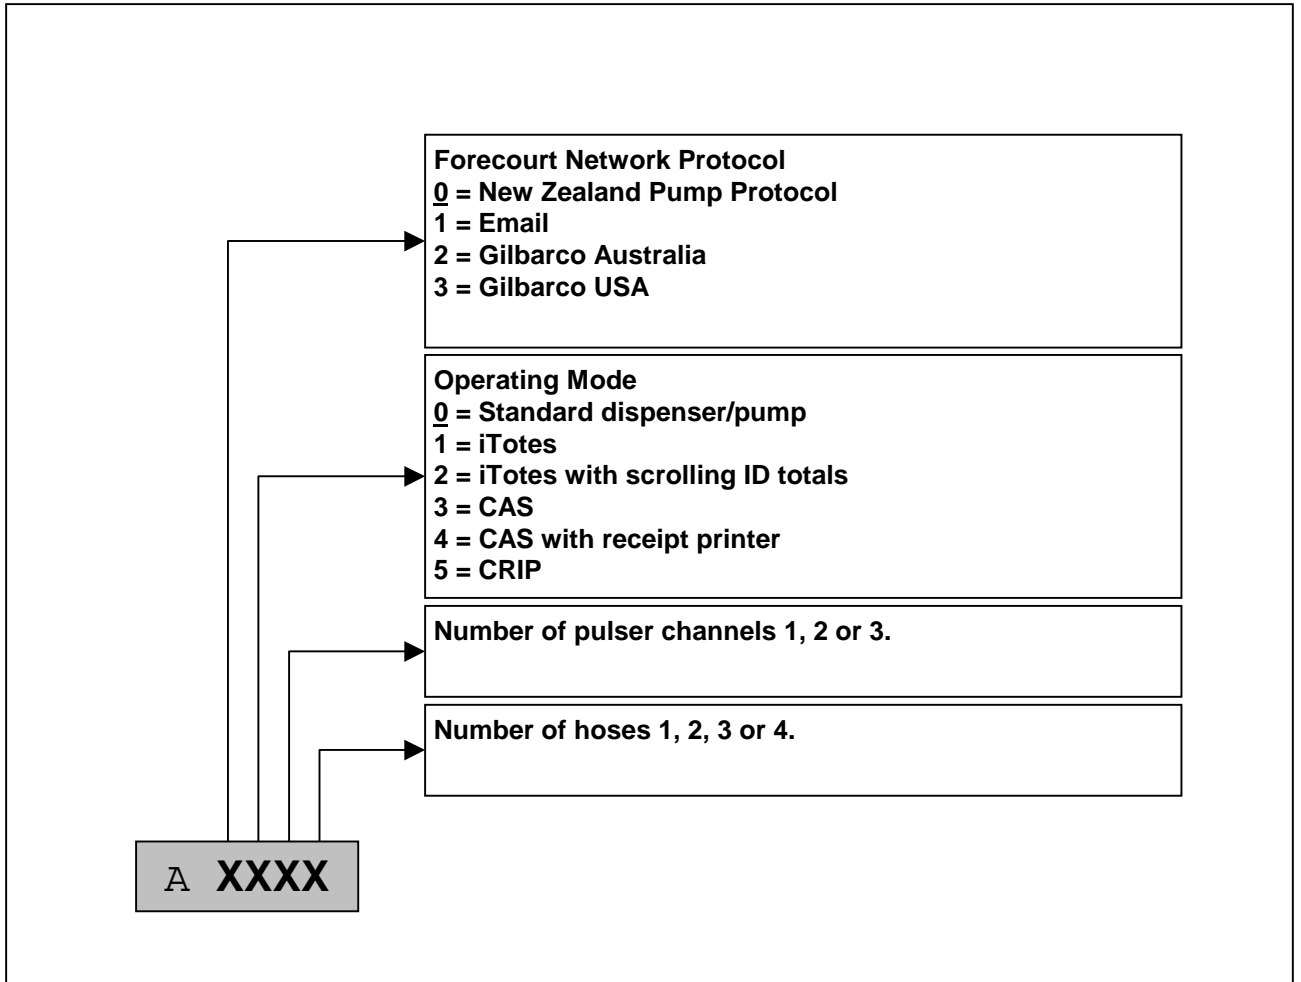 Forecourt Network Protocol
0 = New Zealand Pump Protocol
1 = Email
2 = Gilbarco Australia
3 = Gilbarco USA
Operating Mode
0 = Standard dispenser/pump
1 = iTotes
2 = iTotes with scrolling ID totals
3 = CAS
4 = CAS with receipt printer
5 = CRIP
Number of pulser channels 1, 2 or 3.
Number of hoses 1, 2, 3 or 4.
A XXXX